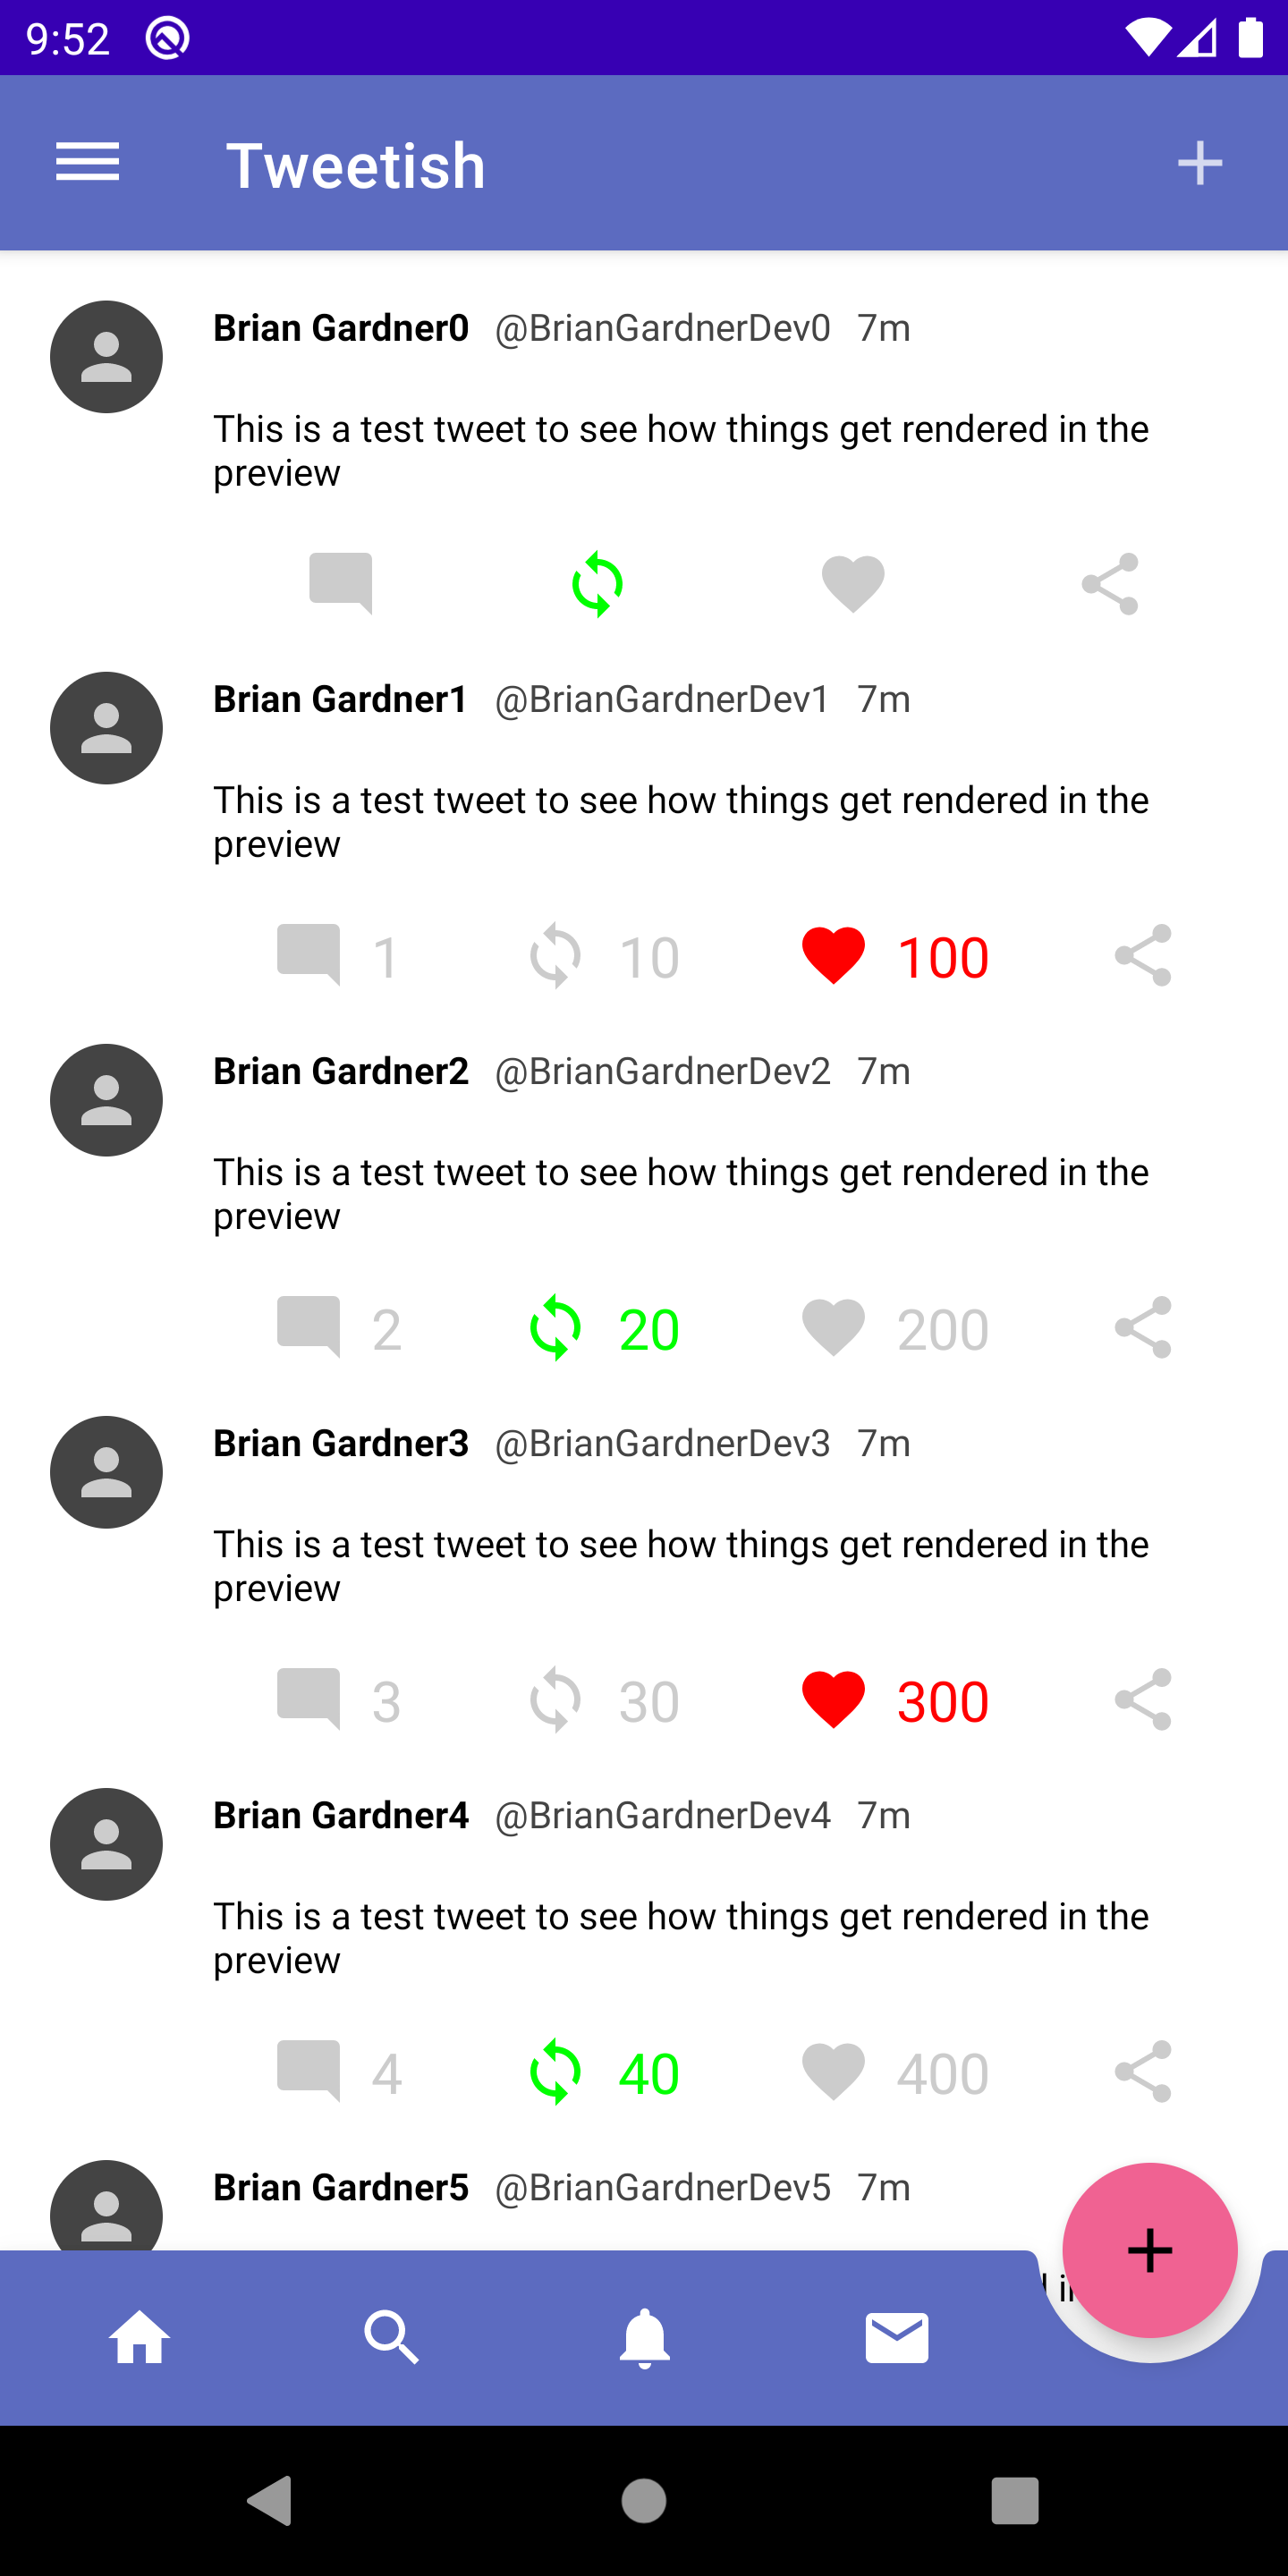 9:52
Tweetish
Brian Gardner0 @BrianGardnerDev0 7m
This is a test tweet to see how things get rendered in the
preview
Brian Gardner1 @BrianGardnerDev1 7m
This is a test tweet to see how things get rendered in the
preview
1 10 100
Brian Gardner2 @BrianGardnerDev2 7m
This is a test tweet to see how things get rendered in the
preview
2 20 200
Brian Gardner3 @BrianGardnerDev3 7m
This is a test tweet to see how things get rendered in the
preview
3 30 300
Brian Gardner4 @BrianGardnerDev4 7m
This is a test tweet to see how things get rendered in the
preview
4 40 400
Brian Gardner5 @BrianGardnerDev5 7m